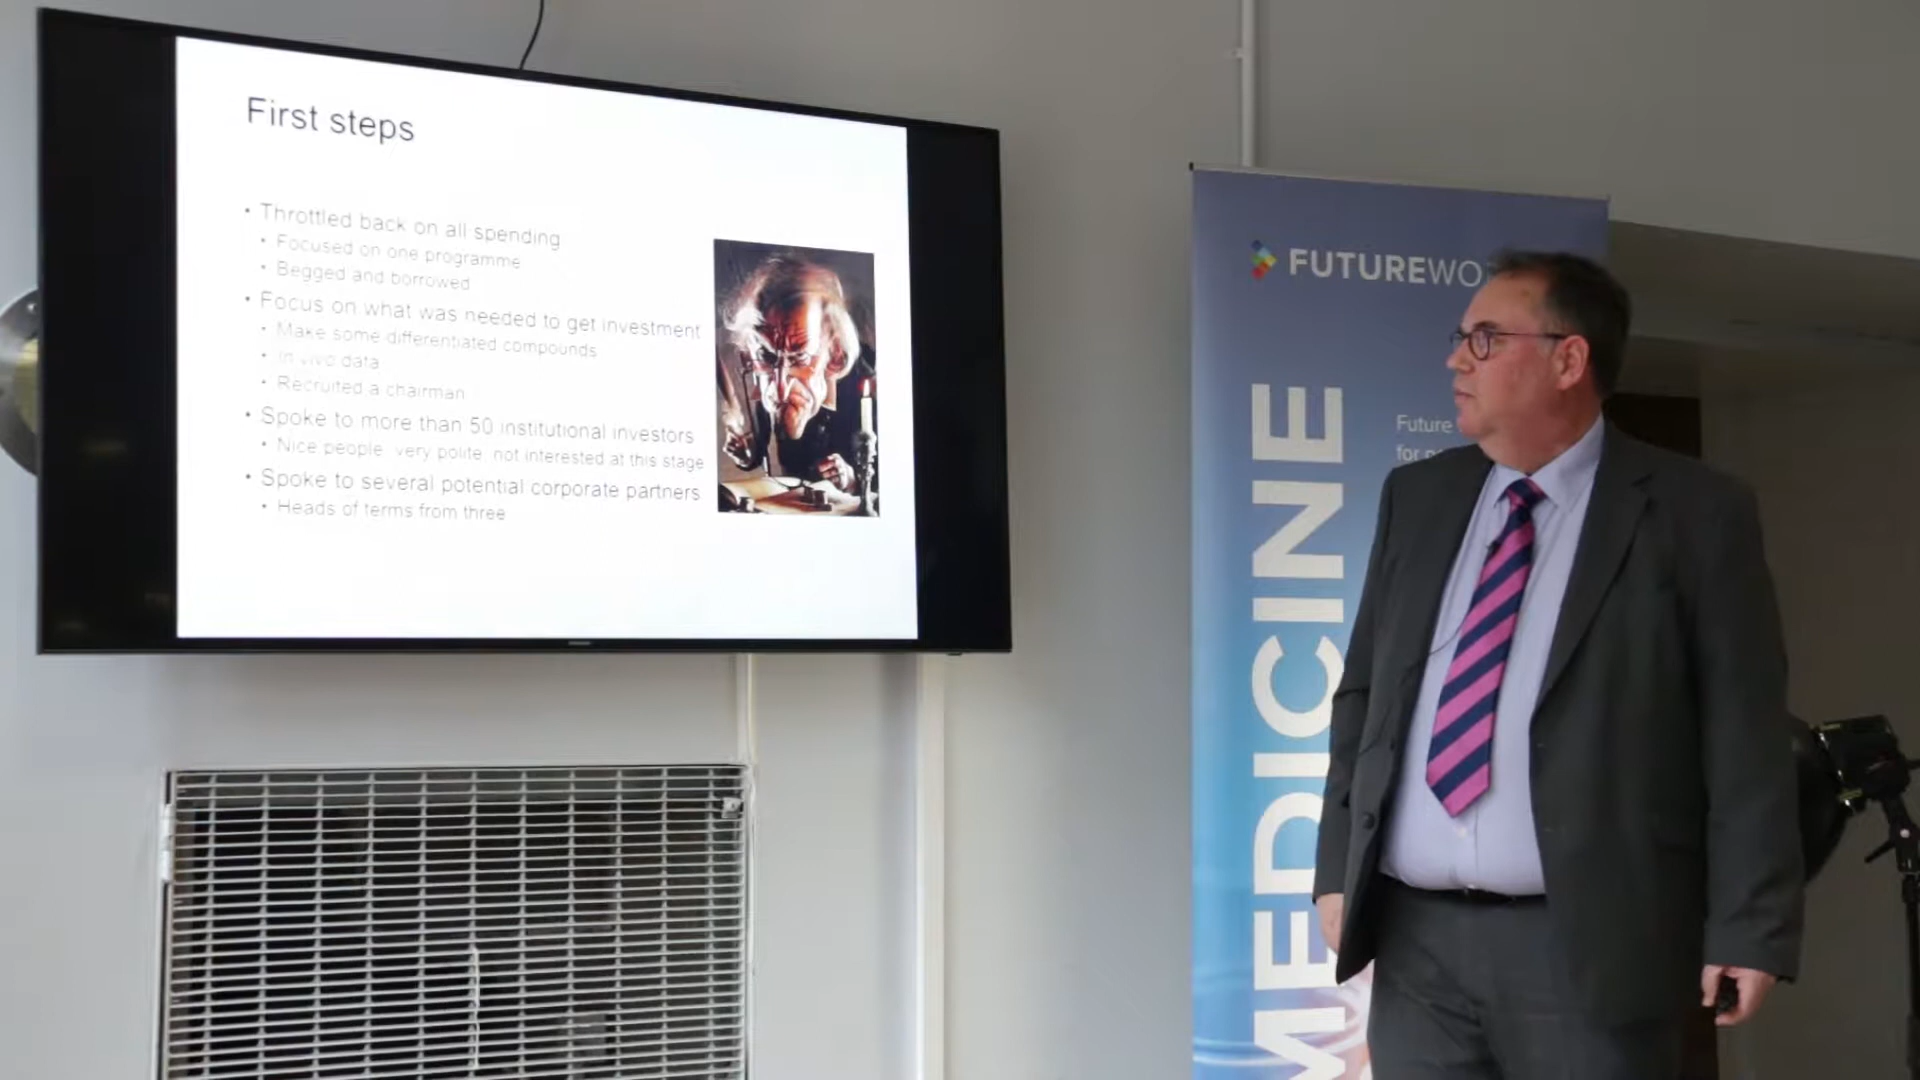 First steps
• Throttled back on all spending
• Focused on one programme
• Begged and borrowed
• Focus on what was needed to get investment
• Make some differentiated compounds
• In vivo data
• Recruited a chairman
• Spoke to more than 50 institutional investors
• Nice people very polite not interested at this stage
• Spoke to several potential corporate partners
• Heads of terms from three
FUTUREWO
Future
for
MEDICINE